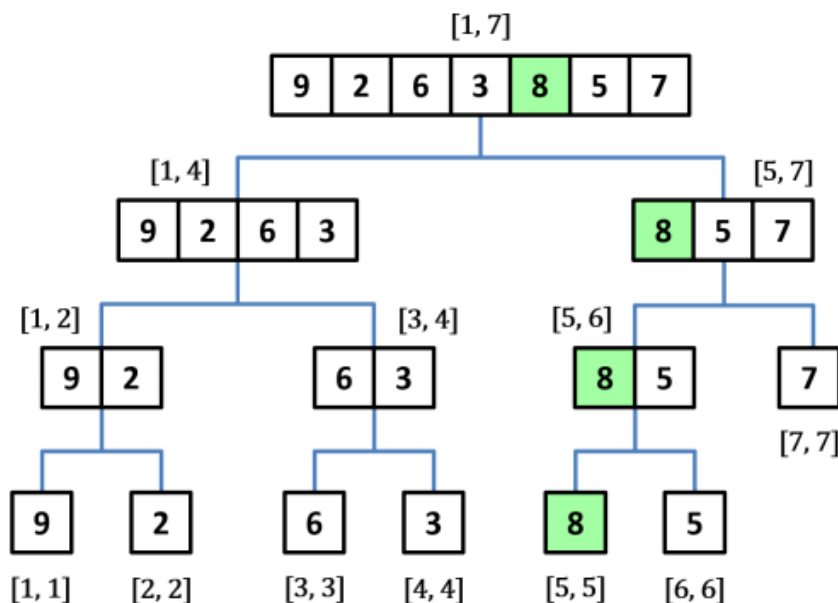 [1, 7]
9 2 6 3 8 5 7
[1, 4] [5, 7]
9 2 6 3 8 5 7
[1, 2] [3, 4] [5, 6]
9 2 6 3 8 5 7
[7, 7]
9 2 6 3 8 5
[1, 1] [2, 2] [3, 3] [4, 4] [5, 5] [6, 6]